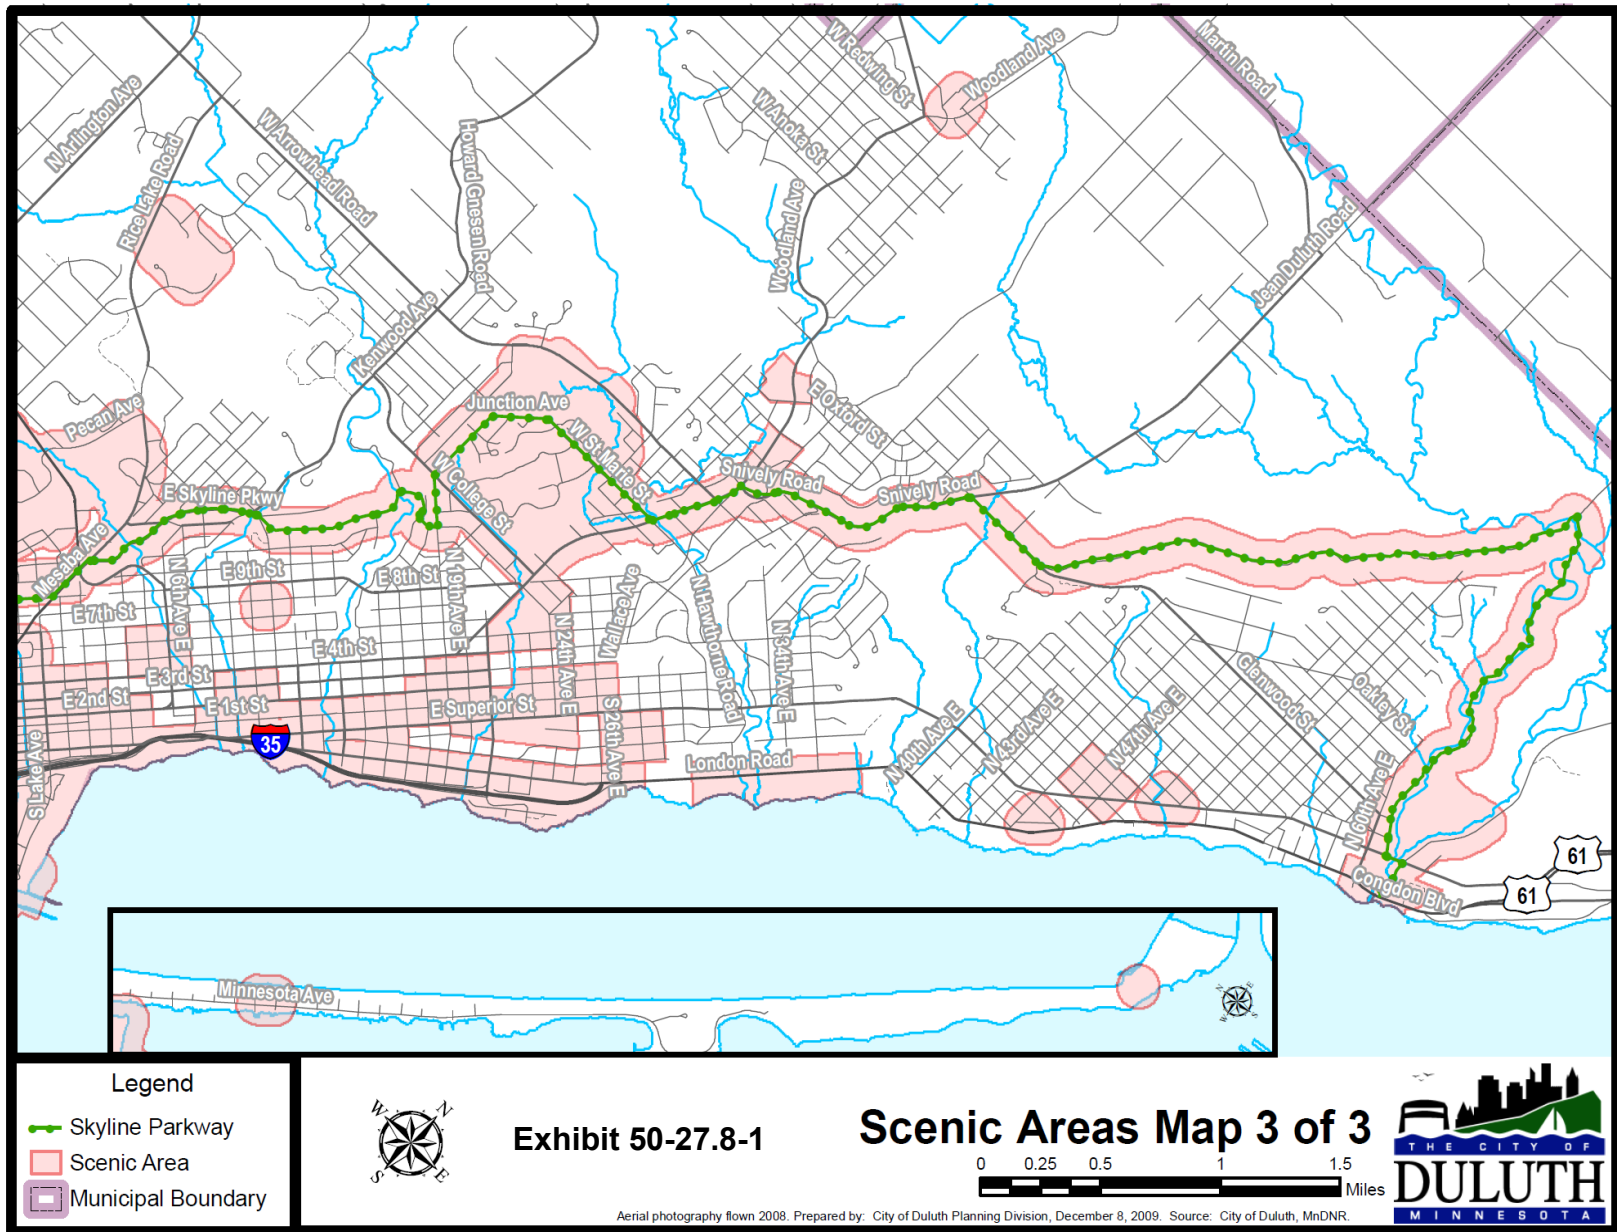 N Arlington Ave
Rice Lake Road
W Arrowhead Road
Howard Gnesen Road
W Redwing St
Woodland Ave
W Anoka St
Woodland Ave
Martin Road
Jean Duluth Road
Kenwood Ave
Pecan Ave
Junction Ave
E Oxford St
W St Marie St
W College St
Snively Road
Snively Road
E Skyline Pkwy
Mesaba Ave
N 6th Ave E
E 9th St
E 8th St
N 19th Ave E
E 7th St
E 4th St
N 24th Ave E
Wallace Ave
N Hawthorne Road
N 34th Ave E
E 3rd St
E 2nd St
E 1st St
E Superior St
S 26th Ave E
London Road
N 40th Ave E
N 43rd Ave E
N 47th Ave E
Glenwood St
Oakley St
N 60th Ave E
S Lake Ave
35
Congdon Blvd
61
61
Minnesota Ave
N
E
S
W
Legend
Skyline Parkway
Scenic Area
Municipal Boundary
W
N
S
E
Exhibit 50-27.8-1
Scenic Areas Map 3 of 3
0 0.25 0.5 1 1.5
Miles
THE CITY OF
DULUTH
MINNESOTA
Aerial photography flown 2008. Prepared by: City of Duluth Planning Division, December 8, 2009. Source: City of Duluth, MnDNR.